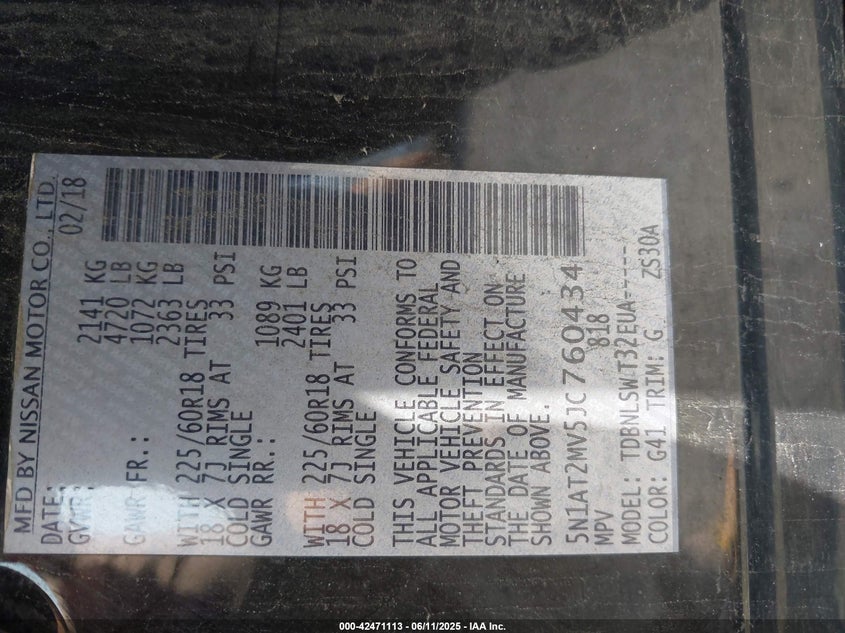 MFD BY NISSAN MOTOR CO., LTD.
DATE: 02/18
GVWR: 2141 KG
4720 LB
GAWR FR.: 1072 KG
2363 LB
WITH 225/60R18 TIRES
18 X 7J RIMS AT 33 PSI
COLD SINGLE
GAWR RR.: 1089 KG
2401 LB
WITH 225/60R18 TIRES
18 X 7J RIMS AT 33 PSI
COLD SINGLE
THIS VEHICLE CONFORMS TO
ALL APPLICABLE FEDERAL
MOTOR VEHICLE SAFETY AND
THEFT PREVENTION
STANDARDS IN EFFECT ON
THE DATE OF MANUFACTURE
SHOWN ABOVE.
5N1AT2MV5JC760434
MPV 818
MODEL: TDBNLSWT32EUA-----
COLOR: G41 TRIM: G ZS30A
000-42471113 - 06/11/2025 - IAA Inc.